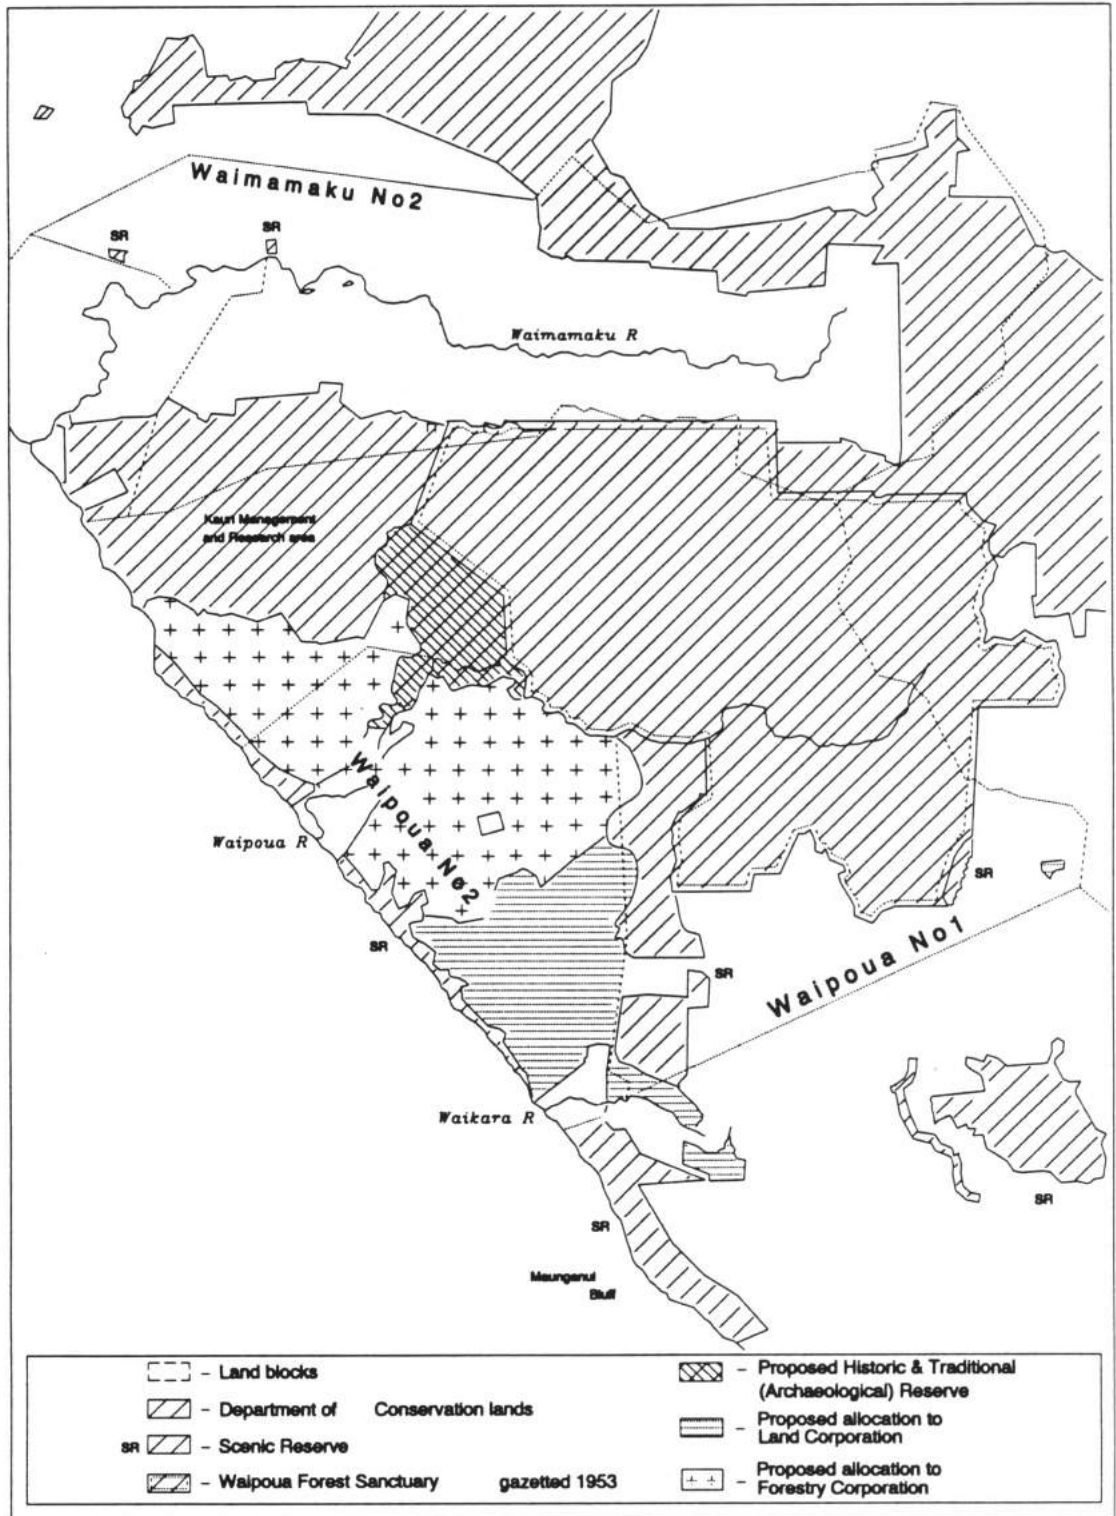 Waimamaku No2
SR
SR
Waimamaku R
Kauri Management
and Research area
Waipoua No2
Waipoua R
SR
SR
SR
Waipoua No1
Waikara R
SR
SR
Maunganui
Bluff
– Land blocks
– Department of Conservation lands
SR – Scenic Reserve
– Waipoua Forest Sanctuary gazetted 1953
– Proposed Historic & Traditional
(Archaeological) Reserve
– Proposed allocation to
Land Corporation
– Proposed allocation to
Forestry Corporation